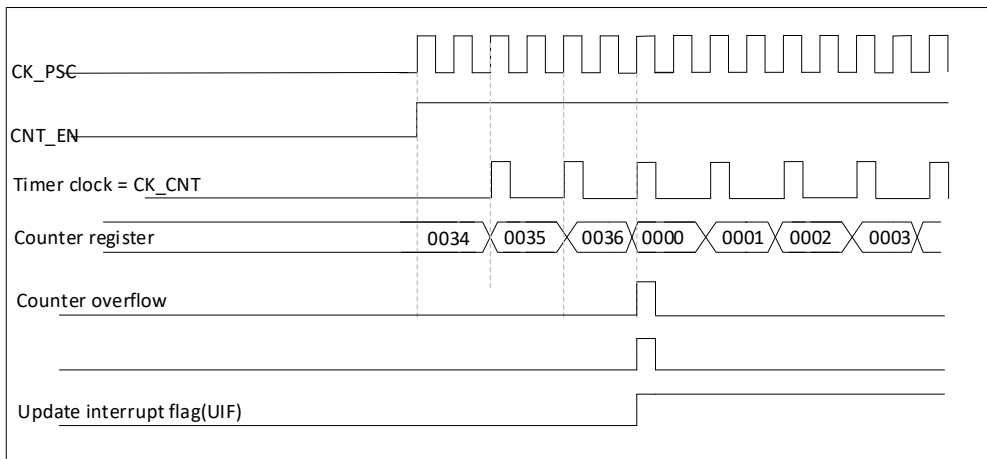 CK_PSC
CNT_EN
Timer clock = CK_CNT
Counter register 0034 0035 0036 0000 0001 0002 0003
Counter overflow
Update interrupt flag(UIF)